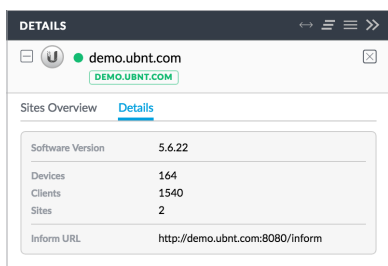 DETAILS
demo.ubnt.com
DEMO.UBNT.COM
Sites Overview Details
Software Version 5.6.22
Devices 164
Clients 1540
Sites 2
Inform URL http://demo.ubnt.com:8080/inform